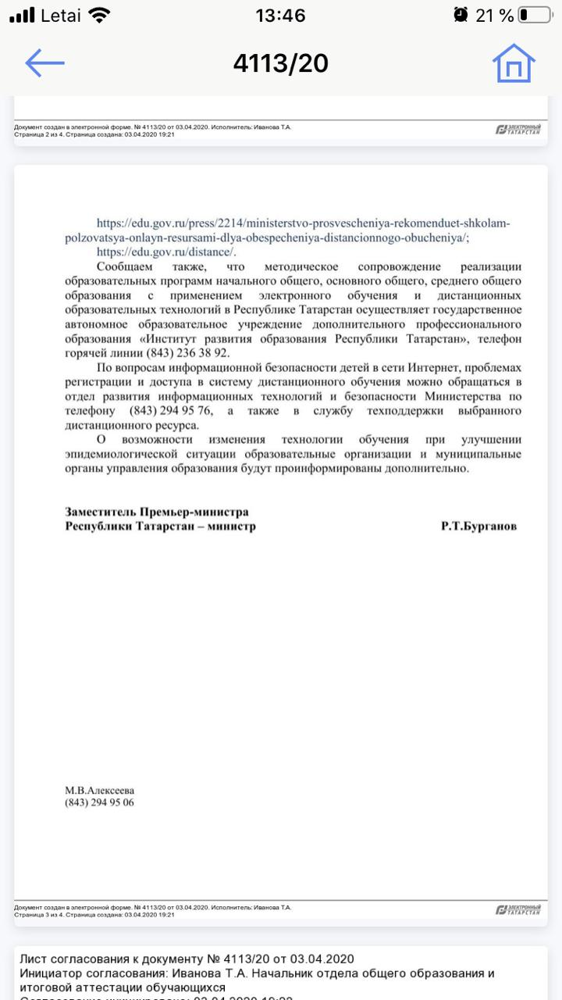 Letai 13:46 21 %
4113/20
Документ создан в электронной форме. № 4113/20 от 03.04.2020. Исполнитель: Иванова Т.А.
Страница 2 из 4. Страница создана: 03.04.2020 19:21
ЭЛЕКТРОННЫЙ
ТАТАРСТАН
https://edu.gov.ru/press/2214/ministerstvo-prosvescheniya-rekomenduet-shkolam-
polzovatsya-onlayn-resursami-dlya-obespecheniya-distancionnogo-obucheniya/;
https://edu.gov.ru/distance/.
Сообщаем также, что методическое сопровождение реализации
образовательных программ начального общего, основного общего, среднего общего
образования с применением электронного обучения и дистанционных
образовательных технологий в Республике Татарстан осуществляет государственное
автономное образовательное учреждение дополнительного профессионального
образования «Институт развития образования Республики Татарстан», телефон
горячей линии (843) 236 38 92.
По вопросам информационной безопасности детей в сети Интернет, проблемах
регистрации и доступа в систему дистанционного обучения можно обращаться в
отдел развития информационных технологий и безопасности Министерства по
телефону (843) 294 95 76, а также в службу техподдержки выбранного
дистанционного ресурса.
О возможности изменения технологии обучения при улучшении
эпидемиологической ситуации образовательные организации и муниципальные
органы управления образования будут проинформированы дополнительно.
Заместитель Премьер-министра
Республики Татарстан – министр Р.Т.Бурганов
М.В.Алексеева
(843) 294 95 06
Документ создан в электронной форме. № 4113/20 от 03.04.2020. Исполнитель: Иванова Т.А.
Страница 3 из 4. Страница создана: 03.04.2020 19:21
ЭЛЕКТРОННЫЙ
ТАТАРСТАН
Лист согласования к документу № 4113/20 от 03.04.2020
Инициатор согласования: Иванова Т.А. Начальник отдела общего образования и
итоговой аттестации обучающихся